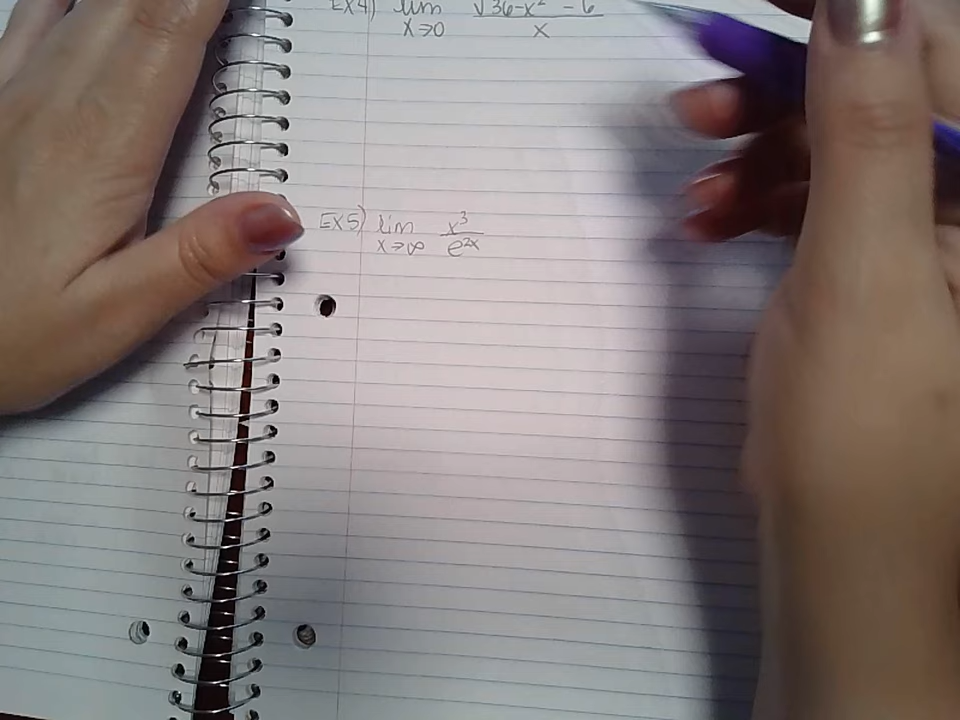 EX4) lim x→0 √36-x² - 6 / x
EX5) lim x→∞ x³ / e²ˣ